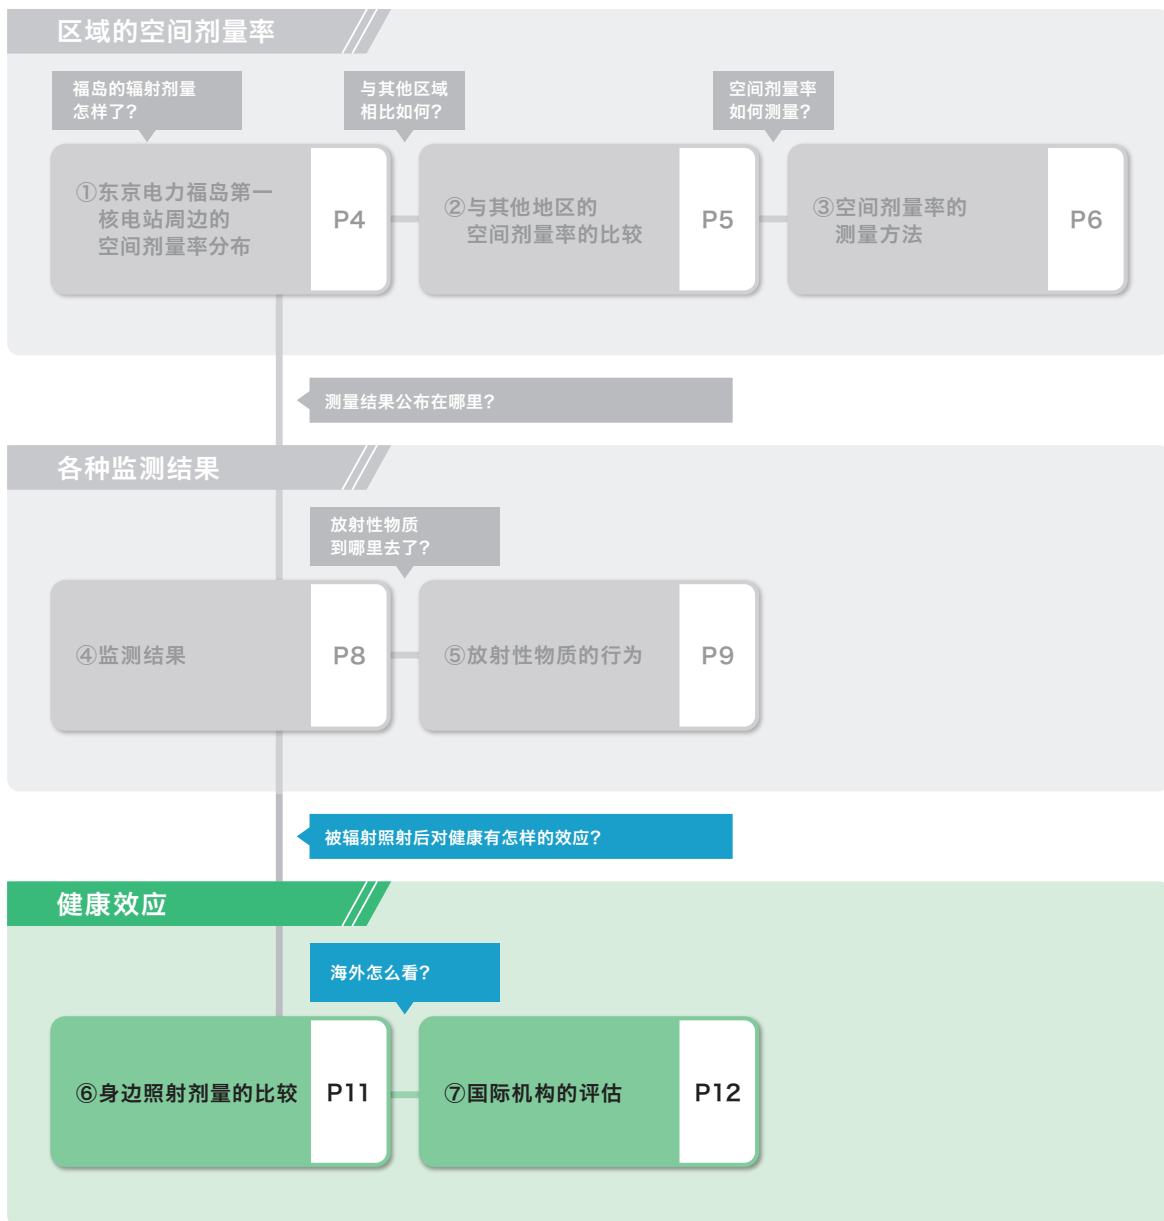 区域的空间剂量率
福岛的辐射剂量
怎样了?
与其他区域
相比如何?
空间剂量率
如何测量?
①东京电力福岛第一
核电站周边的
空间剂量率分布
P4
②与其他地区的
空间剂量率的比较
P5
③空间剂量率的
测量方法
P6
测量结果公布在哪里?
各种监测结果
放射性物质
到哪里去了?
④监测结果
P8
⑤放射性物质的行为
P9
被辐射照射后对健康有怎样的效应?
健康效应
海外怎么看?
⑥身边照射剂量的比较
P11
⑦国际机构的评估
P12